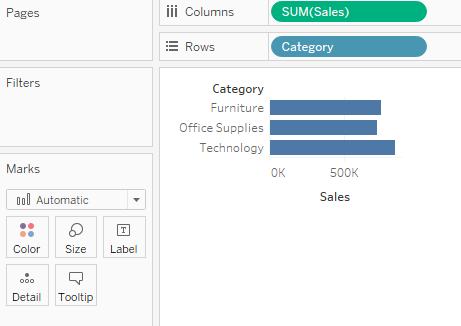 Pages
Columns
SUM(Sales)
Rows
Category
Filters
Category
Furniture
Office Supplies
Technology
0K
500K
Sales
Marks
Automatic
Color
Size
T
Label
Detail
Tooltip